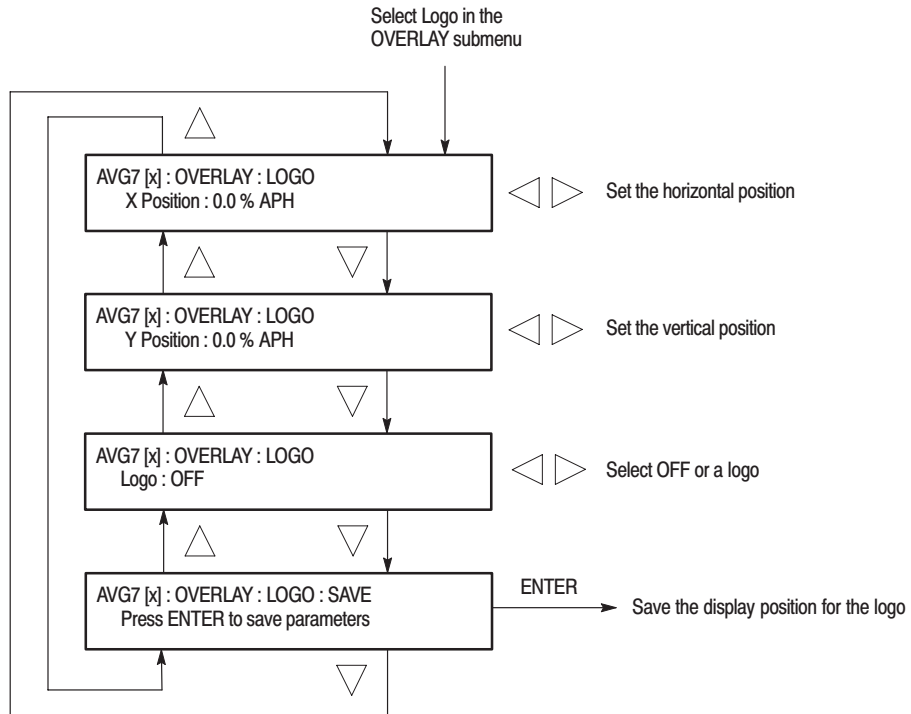 Select Logo in the
OVERLAY submenu
AVG7 [x] : OVERLAY : LOGO
X Position : 0.0 % APH
Set the horizontal position
AVG7 [x] : OVERLAY : LOGO
Y Position : 0.0 % APH
Set the vertical position
AVG7 [x] : OVERLAY : LOGO
Logo : OFF
Select OFF or a logo
AVG7 [x] : OVERLAY : LOGO : SAVE
Press ENTER to save parameters
ENTER
Save the display position for the logo